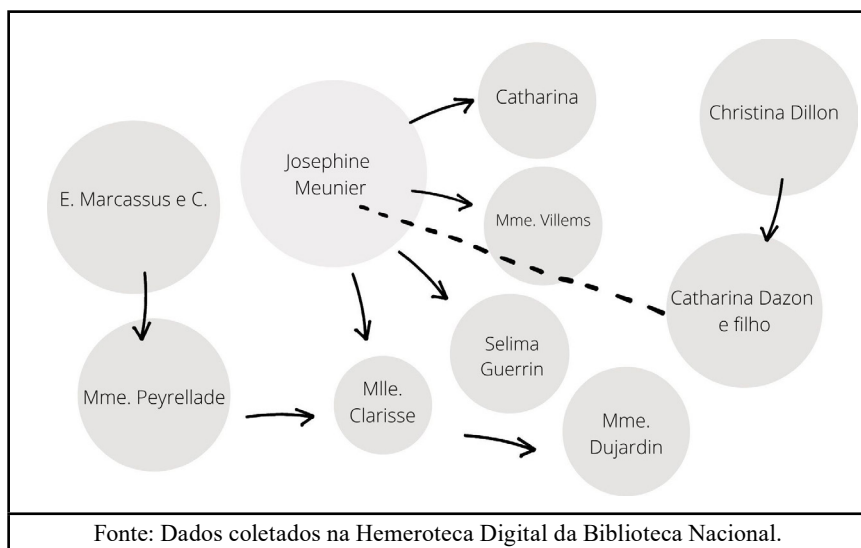 Catharina
Christina Dillon
Josephine
Meunier
E. Marcassus e C.
Mme. Villems
Catharina Dazon
e filho
Selima
Guerrin
Mme. Peyrellade
Mlle.
Clarisse
Mme.
Dujardin
Fonte: Dados coletados na Hemeroteca Digital da Biblioteca Nacional.